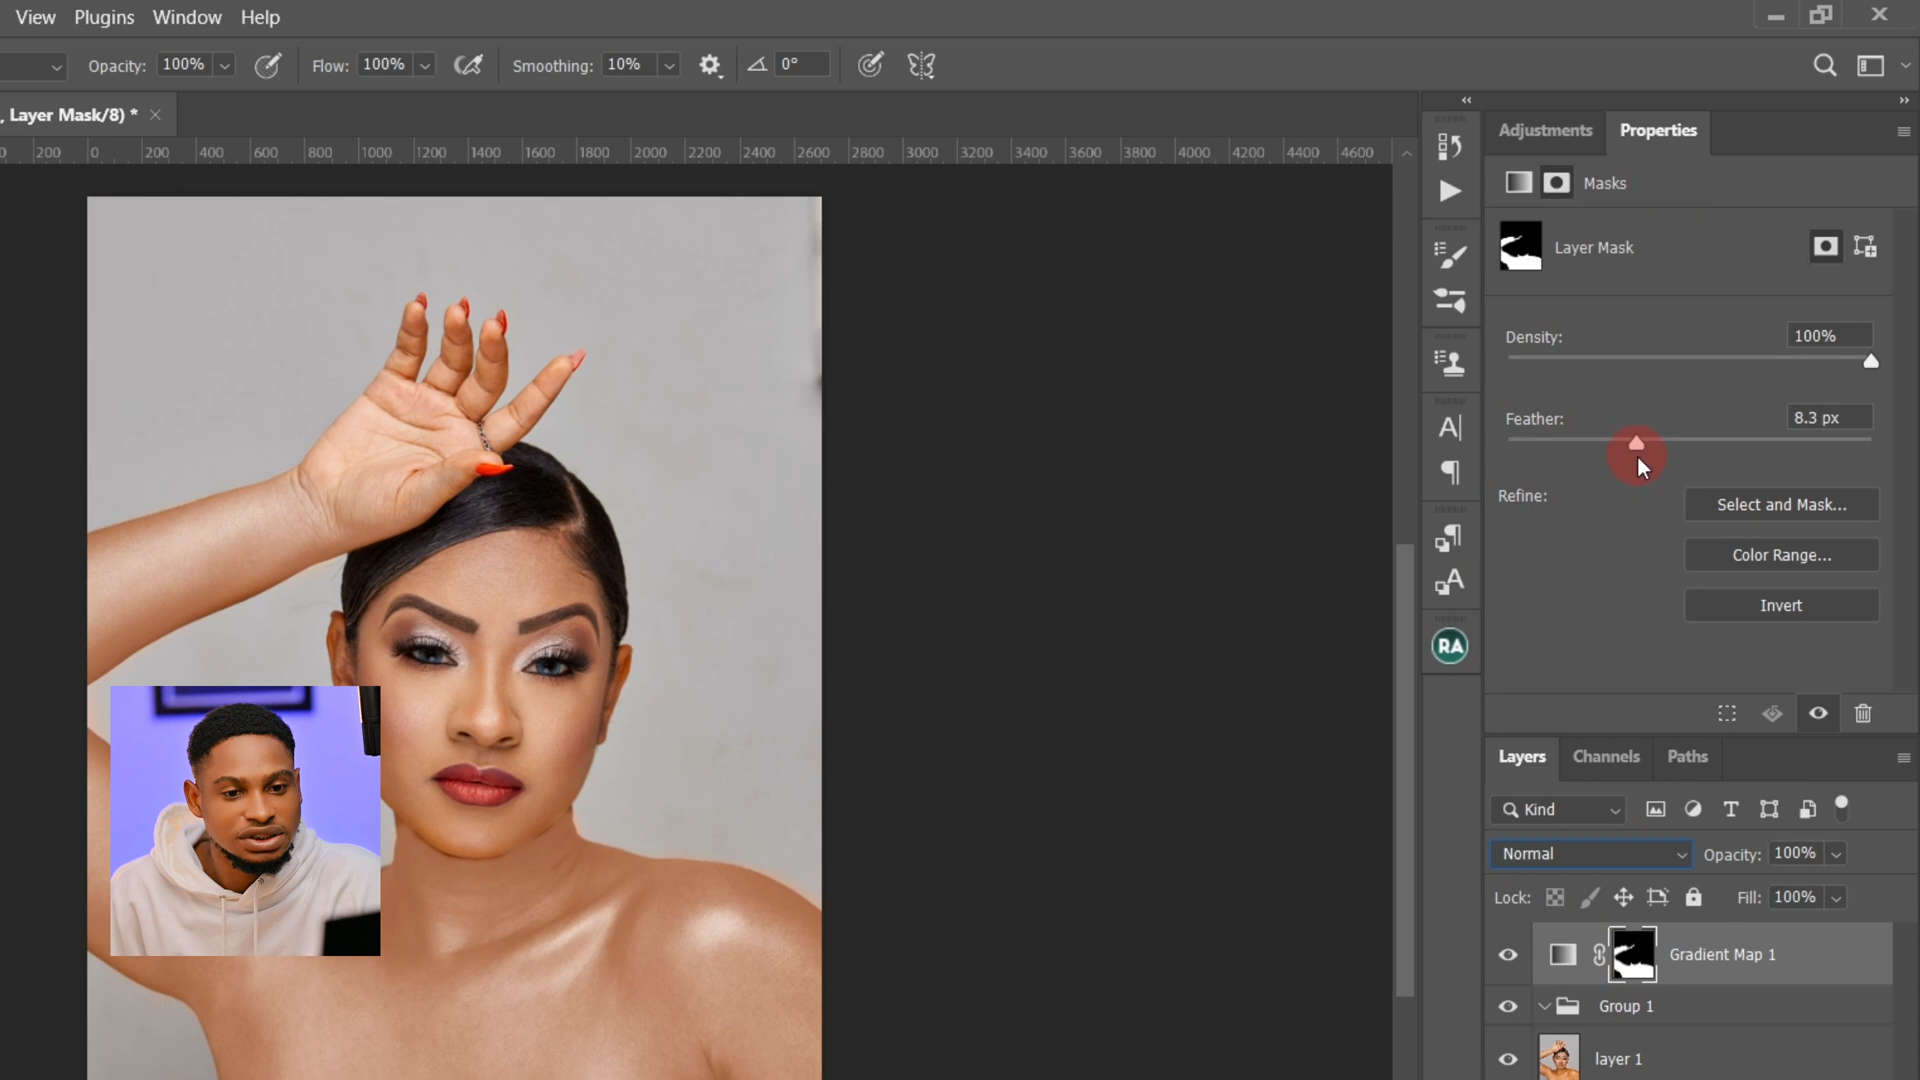 View Plugins Window Help
Opacity: 100% Flow: 100% Smoothing: 10% 0°
, Layer Mask/8) *
0 200 0 200 400 600 800 1000 1200 1400 1600 1800 2000 2200 2400 2600 2800 3000 3200 3400 3600 3800 4000 4200 4400 4600
Adjustments Properties
Masks
Layer Mask
Density: 100%
Feather: 8.3 px
Refine: Select and Mask...
Color Range...
Invert
RA
Layers Channels Paths
Kind
Normal Opacity: 100%
Lock: Fill: 100%
Gradient Map 1
Group 1
layer 1